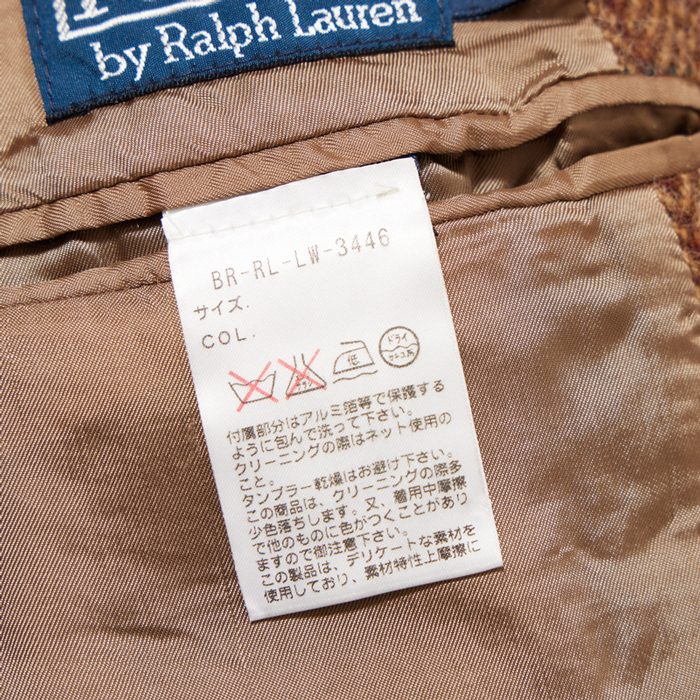 by Ralph Lauren
BR-RL-LW-3446
サイズ.
COL.
低
ドライ
付属部分はアルミ箔等で保護する
ように包んで洗って下さい。
クリーニングの際はネット使用の
こと。
タンブラー乾燥はお避け下さい。
この商品は、クリーニングの際多
少色落ちします。又、着用中摩擦
で他のものに色がつくことがあり
ますので御注意下さい。
この製品は、デリケートな素材を
使用しており、素材特性上摩擦に